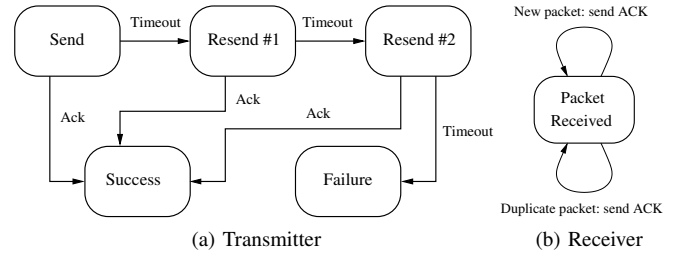 Send
Timeout
Resend #1
Timeout
Resend #2
Ack
Ack
Ack
Timeout
Success
Failure
(a) Transmitter
New packet: send ACK
Packet
Received
Duplicate packet: send ACK
(b) Receiver